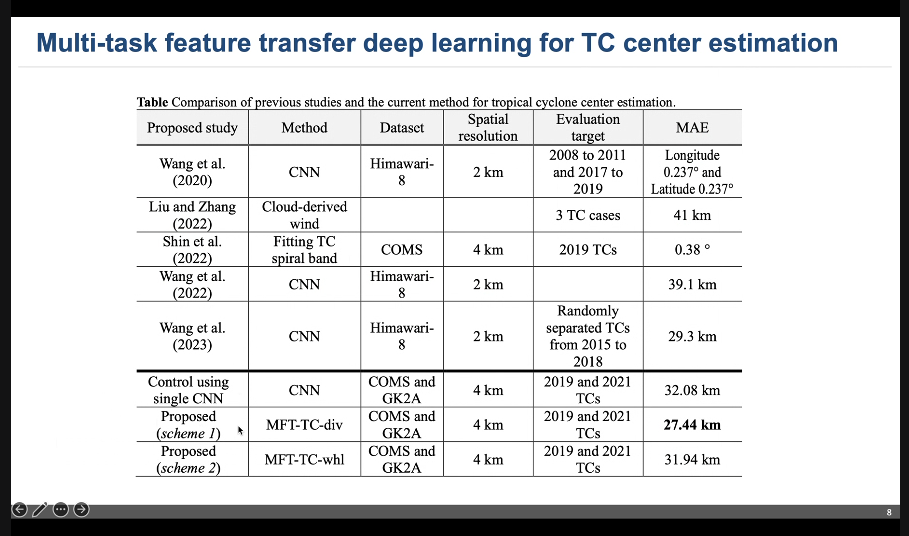 Multi-task feature transfer deep learning for TC center estimation
Table Comparison of previous studies and the current method for tropical cyclone center estimation.
Proposed study Method Dataset Spatial resolution Evaluation target MAE
Wang et al. (2020) CNN Himawari-8 2 km 2008 to 2011 and 2017 to 2019 Longitude 0.237° and Latitude 0.237°
Liu and Zhang (2022) Cloud-derived wind 3 TC cases 41 km
Shin et al. (2022) Fitting TC spiral band COMS 4 km 2019 TCs 0.38 °
Wang et al. (2022) CNN Himawari-8 2 km 39.1 km
Wang et al. (2023) CNN Himawari-8 2 km Randomly separated TCs from 2015 to 2018 29.3 km
Control using single CNN CNN COMS and GK2A 4 km 2019 and 2021 TCs 32.08 km
Proposed (scheme 1) MFT-TC-div COMS and GK2A 4 km 2019 and 2021 TCs 27.44 km
Proposed (scheme 2) MFT-TC-whl COMS and GK2A 4 km 2019 and 2021 TCs 31.94 km
8